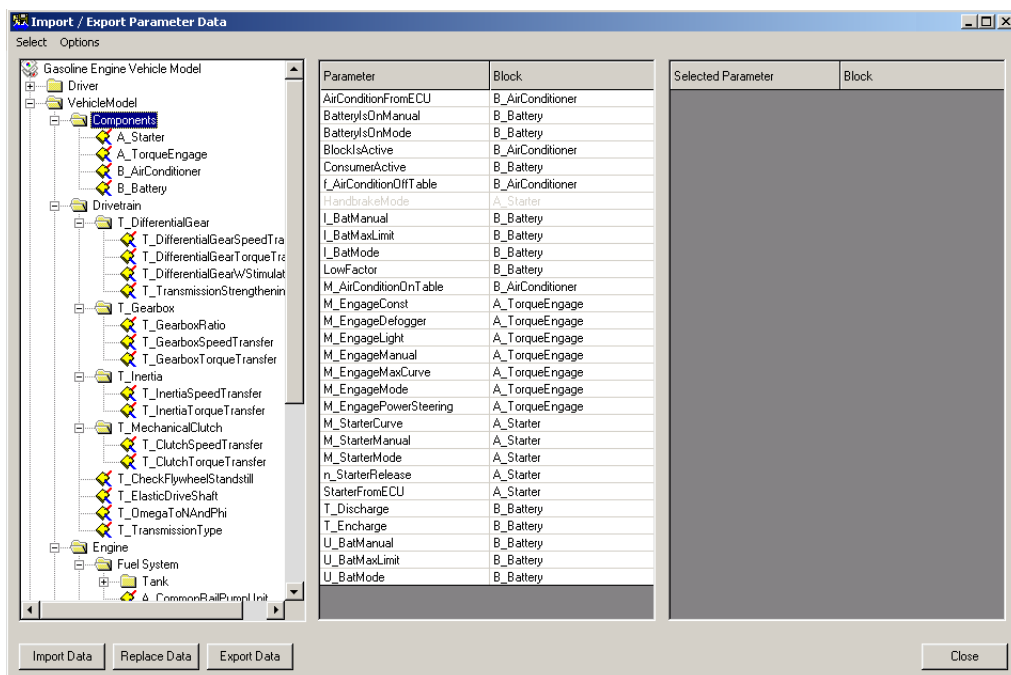 Import / Export Parameter Data
Select Options
Gasoline Engine Vehicle Model
Driver
VehicleModel
Components
A_Starter
A_TorqueEngage
B_AirConditioner
B_Battery
Drivetrain
T_DifferentialGear
T_DifferentialGearSpeedTra
T_DifferentialGearTorqueTra
T_DifferentialGearWStimulat
T_TransmissionStrengthenin
T_Gearbox
T_GearboxRatio
T_GearboxSpeedTransfer
T_GearboxTorqueTransfer
T_Inertia
T_InertiaSpeedTransfer
T_InertiaTorqueTransfer
T_MechanicalClutch
T_ClutchSpeedTransfer
T_ClutchTorqueTransfer
T_CheckFlywheelStandstill
T_ElasticDriveShaft
T_OmegaToNAndPhi
T_TransmissionType
Engine
Fuel System
Tank
A_CommonRailPumpUnit
Parameter Block
AirConditionFromECU B_AirConditioner
BatteryIsOnManual B_Battery
BatteryIsOnMode B_Battery
BlockIsActive B_AirConditioner
ConsumerActive B_Battery
f_AirConditionOffTable B_AirConditioner
HandbrakeMode A_Starter
I_BatManual B_Battery
I_BatMaxLimit B_Battery
I_BatMode B_Battery
LowFactor B_Battery
M_AirConditionOnTable B_AirConditioner
M_EngageConst A_TorqueEngage
M_EngageDefogger A_TorqueEngage
M_EngageLight A_TorqueEngage
M_EngageManual A_TorqueEngage
M_EngageMaxCurve A_TorqueEngage
M_EngageMode A_TorqueEngage
M_EngagePowerSteering A_TorqueEngage
M_StarterCurve A_Starter
M_StarterManual A_Starter
M_StarterMode A_Starter
n_StarterRelease A_Starter
StarterFromECU A_Starter
T_Discharge B_Battery
T_Encharge B_Battery
U_BatManual B_Battery
U_BatMaxLimit B_Battery
U_BatMode B_Battery
Selected Parameter Block
Import Data Replace Data Export Data Close